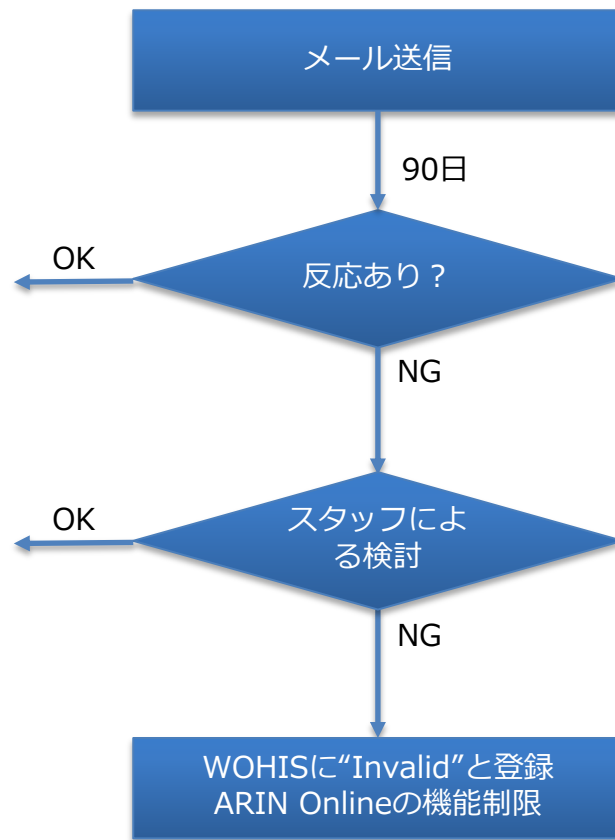 メール送信
90日
OK
反応あり？
NG
OK
スタッフによ
る検討
NG
WOHISに“Invalid”と登録
ARIN Onlineの機能制限